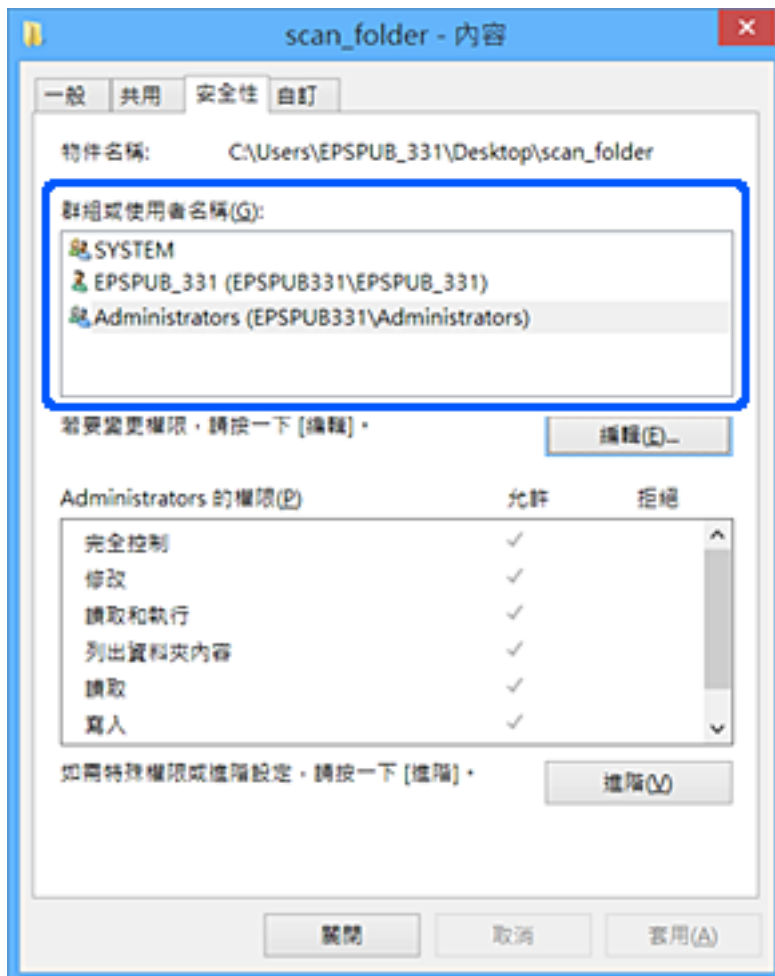 scan_folder - 內容
一般 共用 安全性 自訂
物件名稱: C:\Users\EPSPUB_331\Desktop\scan_folder
群組或使用者名稱(G):
SYSTEM
EPSPUB_331 (EPSPUB331\EPSPUB_331)
Administrators (EPSPUB331\Administrators)
若要變更權限，請按一下 [編輯]。 編輯(E)...
Administrators 的權限(P) 允許 拒絕
完全控制
修改
讀取和執行
列出資料夾內容
讀取
寫入
如需特殊權限或進階設定，請按一下 [進階]。 進階(V)
關閉 取消 套用(A)